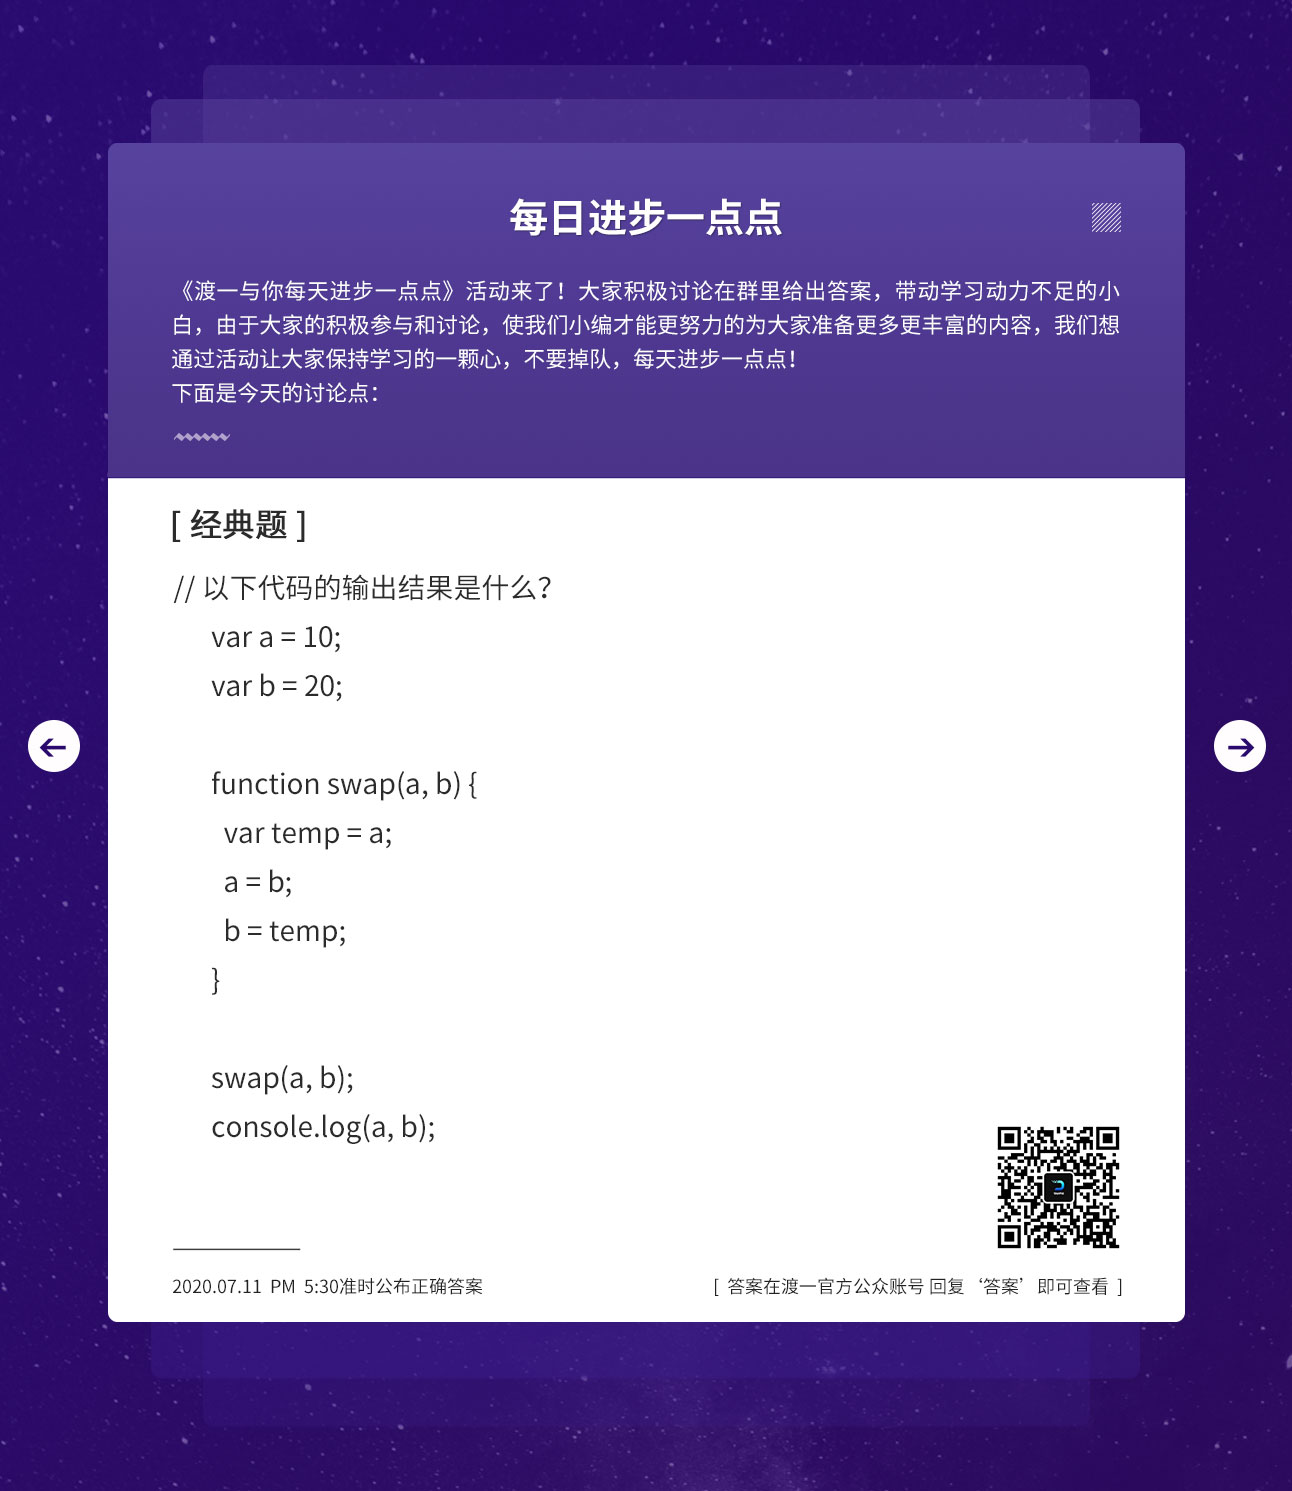 每日进步一点点
《渡一与你每天进步一点点》活动来了！大家积极讨论在群里给出答案，带动学习动力不足的小
白，由于大家的积极参与和讨论，使我们小编才能更努力的为大家准备更多更丰富的内容，我们想
通过活动让大家保持学习的一颗心，不要掉队，每天进步一点点！
下面是今天的讨论点：
[ 经典题 ]
// 以下代码的输出结果是什么？
var a = 10;
var b = 20;
function swap(a, b) {
var temp = a;
a = b;
b = temp;
}
swap(a, b);
console.log(a, b);
2020.07.11 PM 5:30准时公布正确答案
[ 答案在渡一官方公众账号 回复‘答案’即可查看 ]